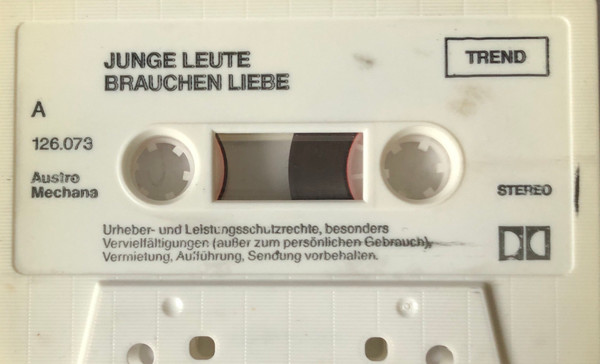 JUNGE LEUTE
BRAUCHEN LIEBE
TREND
A
126.073
Austro
Mechana
STEREO
Urheber- und Leistungsschutzrechte, besonders
Vervielfältigungen (außer zum persönlichen Gebrauch),
Vermietung, Aufführung, Sendung vorbehalten.